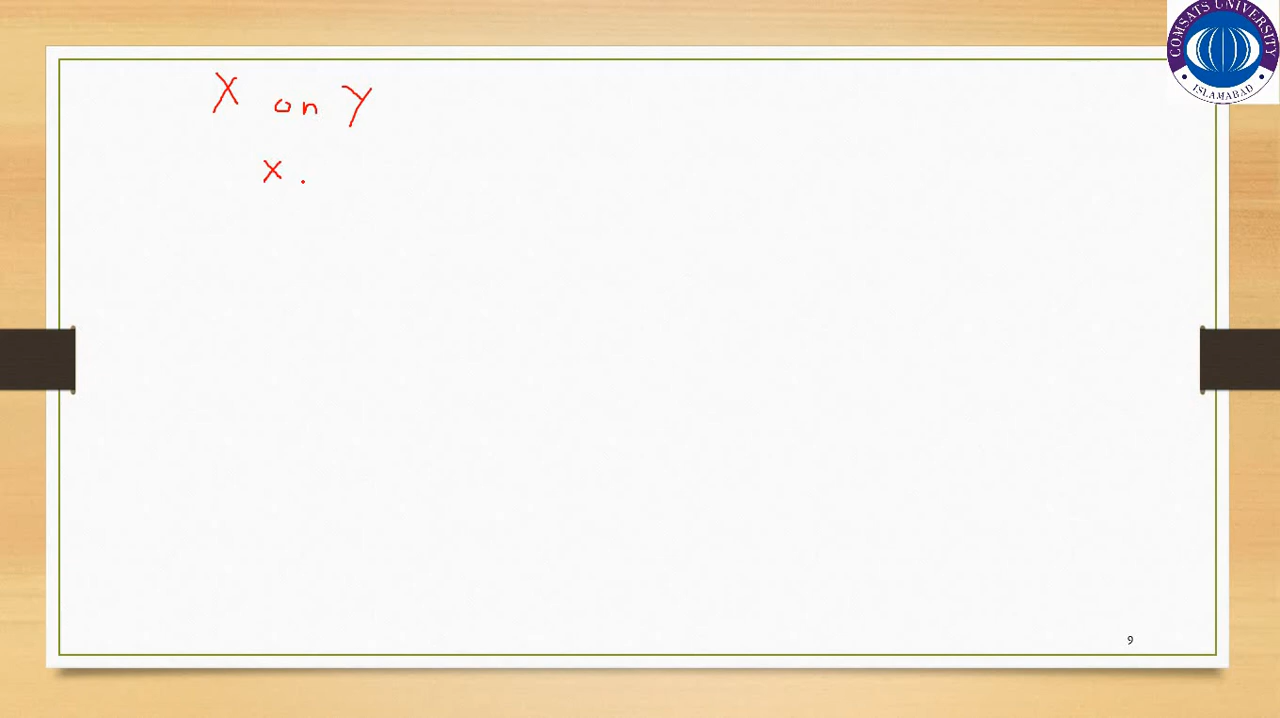 COMSATS UNIVERSITY
ISLAMABAD
X on Y
x .
9